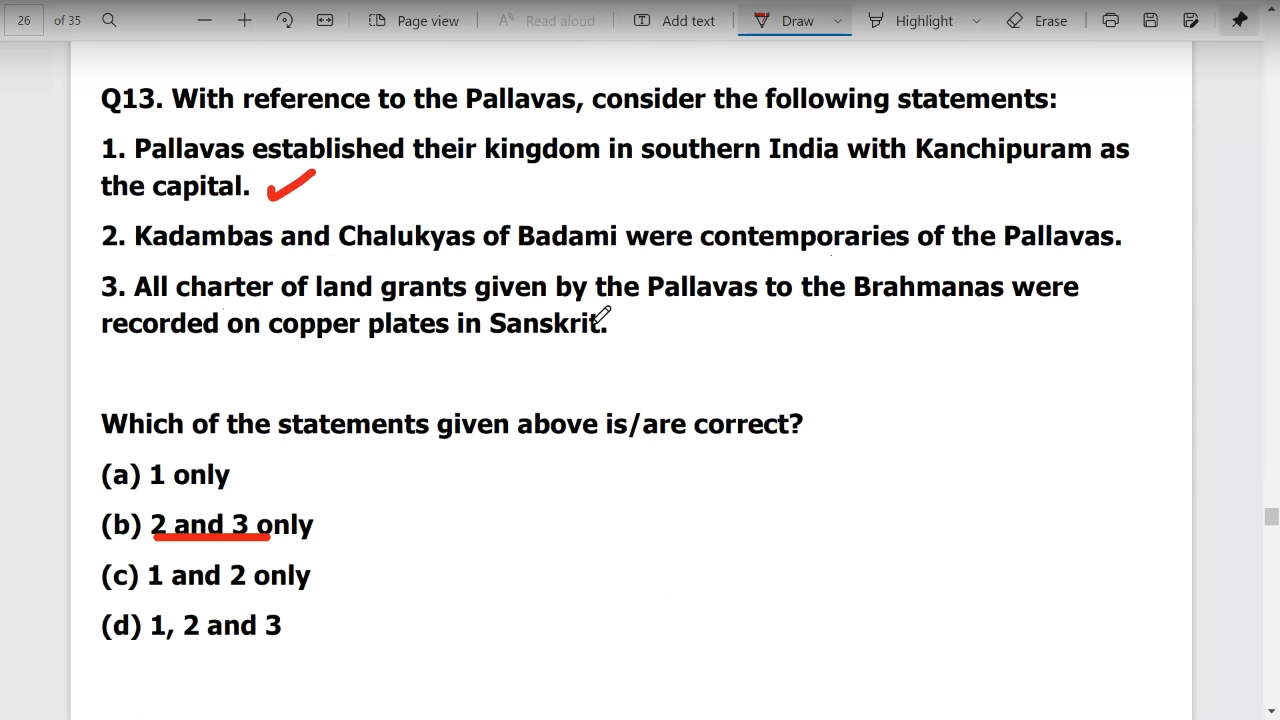 26 of 35 Page view Read aloud Add text Draw Highlight Erase
Q13. With reference to the Pallavas, consider the following statements:
1. Pallavas established their kingdom in southern India with Kanchipuram as
the capital.
2. Kadambas and Chalukyas of Badami were contemporaries of the Pallavas.
3. All charter of land grants given by the Pallavas to the Brahmanas were
recorded on copper plates in Sanskrit.
Which of the statements given above is/are correct?
(a) 1 only
(b) 2 and 3 only
(c) 1 and 2 only
(d) 1, 2 and 3